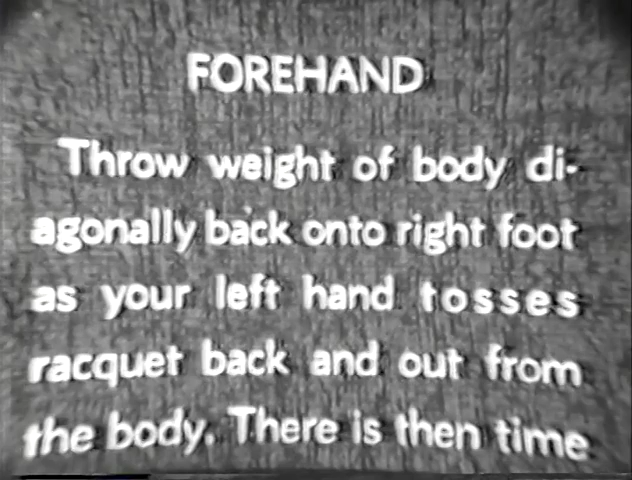 FOREHAND
Throw weight of body di-
agonally back onto right foot
as your left hand tosses
racquet back and out from
the body. There is then time